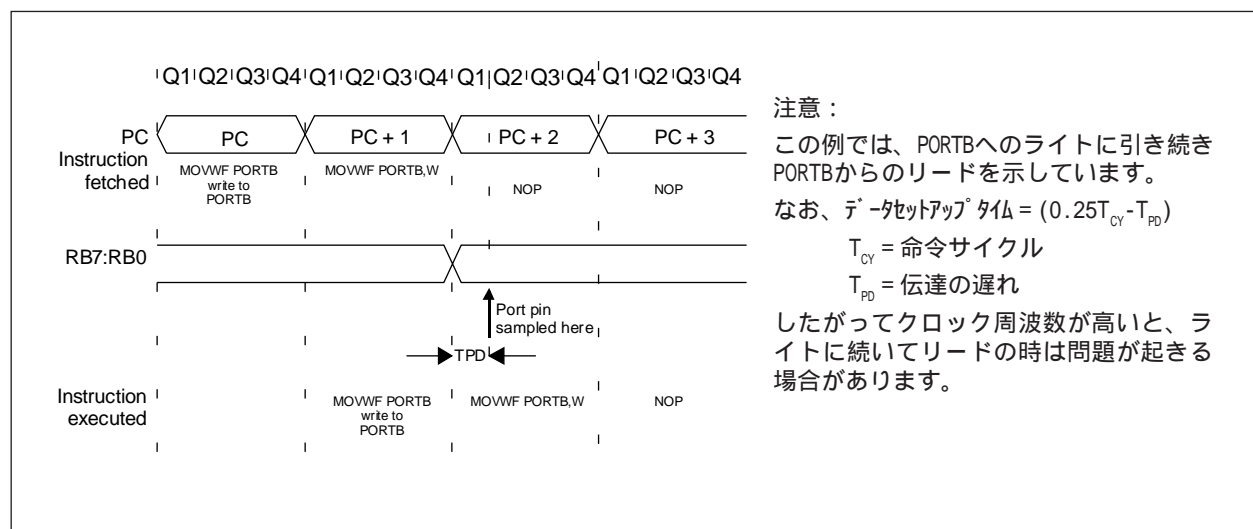 Q1 Q2 Q3 Q4 Q1 Q2 Q3 Q4 Q1 Q2 Q3 Q4 Q1 Q2 Q3 Q4
PC
PC
PC + 1
PC + 2
PC + 3
Instruction
fetched
MOVWF PORTB
write to
PORTB
MOVWF PORTB,W
NOP
NOP
RB7:RB0
Port pin
sampled here
TPD
Instruction
executed
MOVWF PORTB
write to
PORTB
MOVWF PORTB,W
NOP
注意：
この例では、PORTBへのライトに引き続き
PORTBからのリードを示しています。
なお、ﾃﾞｰﾀｾｯﾄｱｯﾌﾟﾀｲﾑ = (0.25TCY-TPD)
TCY = 命令サイクル
TPD = 伝達の遅れ
したがってクロック周波数が高いと、ラ
イトに続いてリードの時は問題が起きる
場合があります。